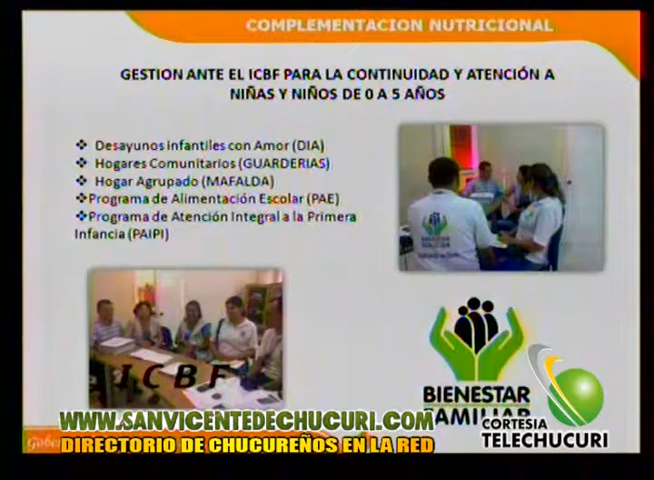 COMPLEMENTACION NUTRICIONAL
GESTION ANTE EL ICBF PARA LA CONTINUIDAD Y ATENCIÓN A
NIÑAS Y NIÑOS DE 0 A 5 AÑOS
❖ Desayunos Infantiles con Amor (DIA)
❖ Hogares Comunitarios (GUARDERIAS)
❖ Hogar Agrupado (MAFALDA)
❖Programa de Alimentación Escolar (PAE)
❖Programa de Atención Integral a la Primera
Infancia (PAIPI)
BIENESTAR
FAMILIAR
ICBF
BIENESTAR
FAMILIAR
WWW.SANVICENTEDECHUCURI.COM
DIRECTORIO DE CHUCUREÑOS EN LA RED
CORTESIA
TELECHUCURI